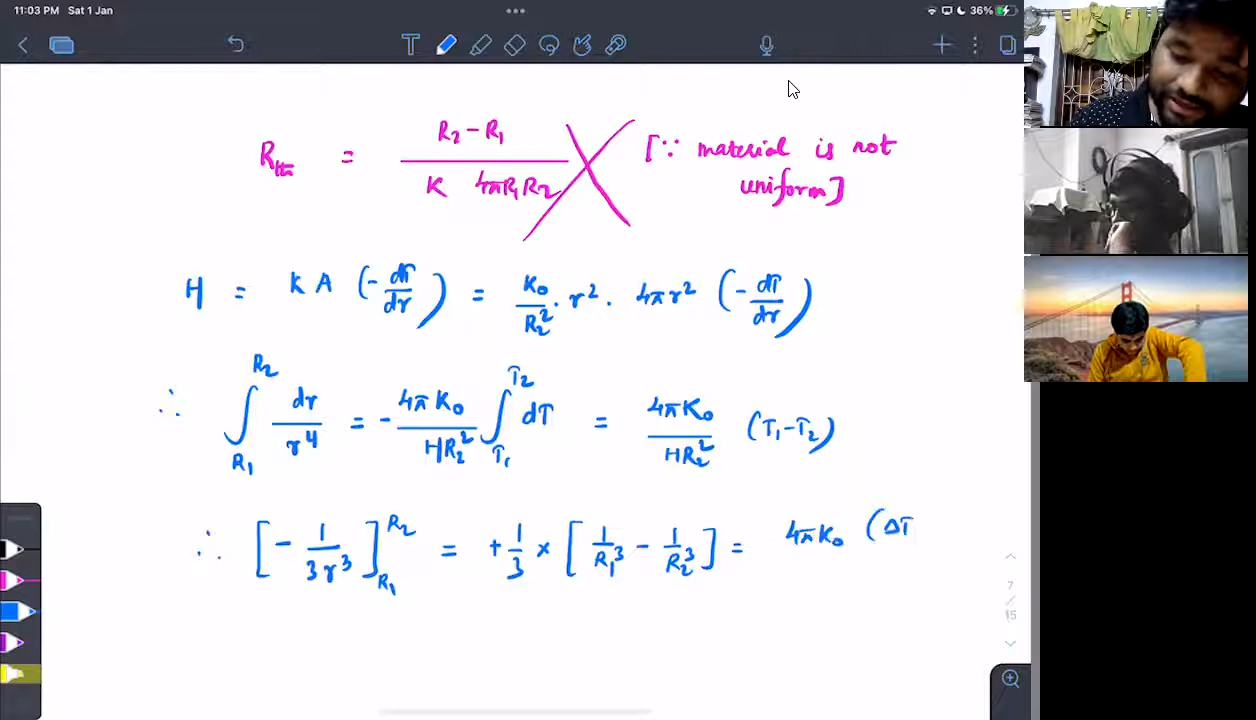 11:03 PM Sat 1 Jan
36%
R₂ - R₁
R_th = ———————— [∵ material is not
K 4πR₁R₂ uniform]
H = K A (-dT/dr) = K₀/R₂² · r² · 4πr² (-dT/dr)
∴ ∫_{R₁}^{R₂} dr/r⁴ = - 4πK₀/HR₂² ∫_{T₁}^{T₂} dT = 4πK₀/HR₂² (T₁-T₂)
∴ [- 1/3r³]_{R₁}^{R₂} = + 1/3 × [1/R₁³ - 1/R₂³] = 4πK₀ (ΔT
7
/
15